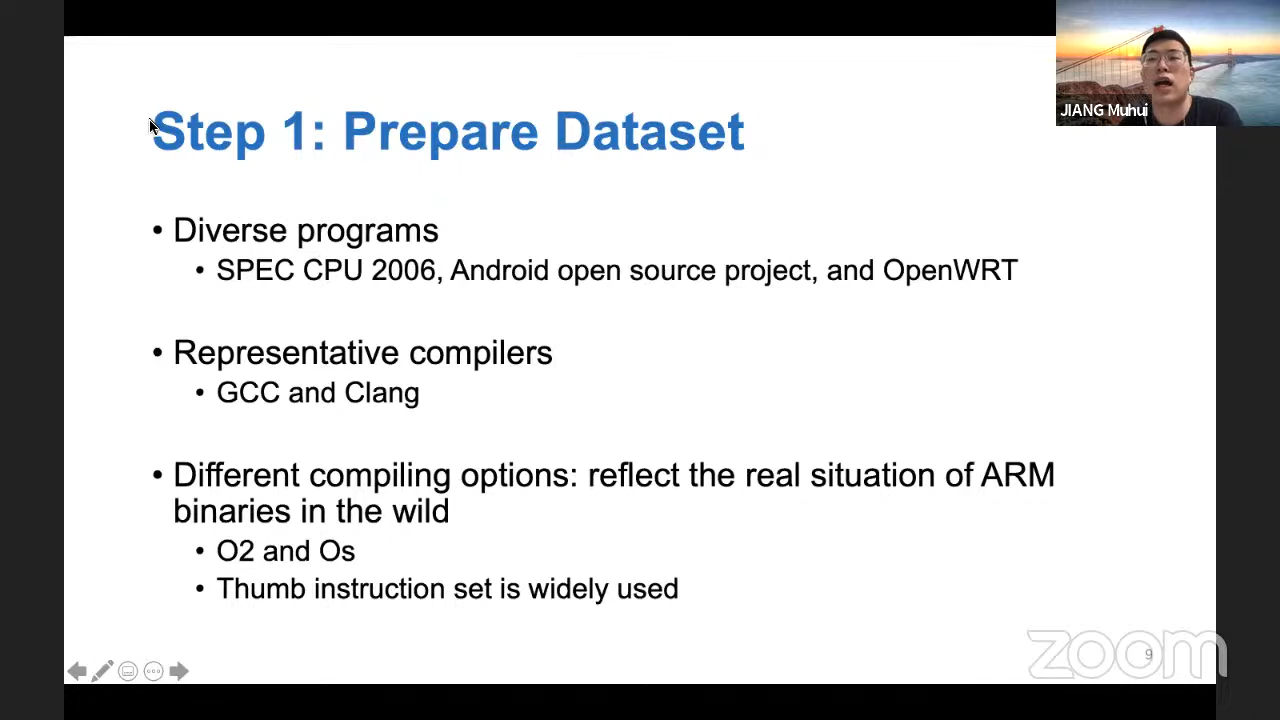 JIANG Muhui
Step 1: Prepare Dataset
• Diverse programs
• SPEC CPU 2006, Android open source project, and OpenWRT
• Representative compilers
• GCC and Clang
• Different compiling options: reflect the real situation of ARM
binaries in the wild
• O2 and Os
• Thumb instruction set is widely used
9
zoom